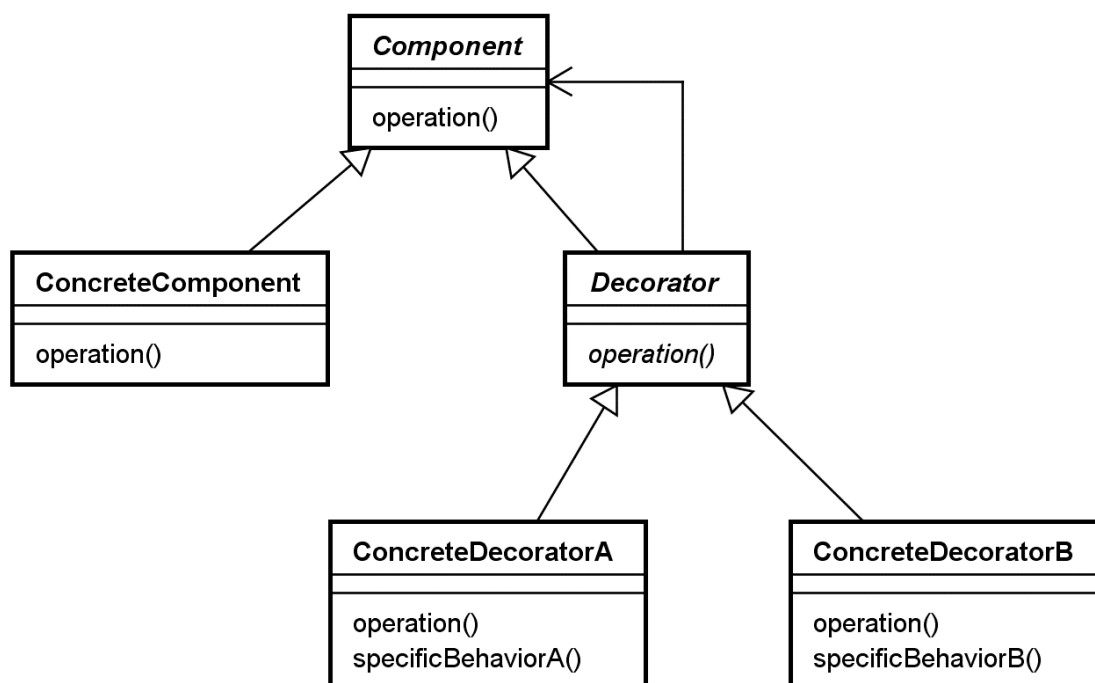 Component
operation()
ConcreteComponent
operation()
Decorator
operation()
ConcreteDecoratorA
operation()
specificBehaviorA()
ConcreteDecoratorB
operation()
specificBehaviorB()